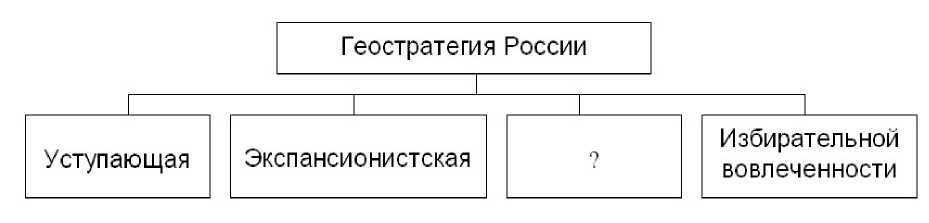 Геостратегия России
Уступающая
Экспансионистская
?
Избирательной
вовлеченности